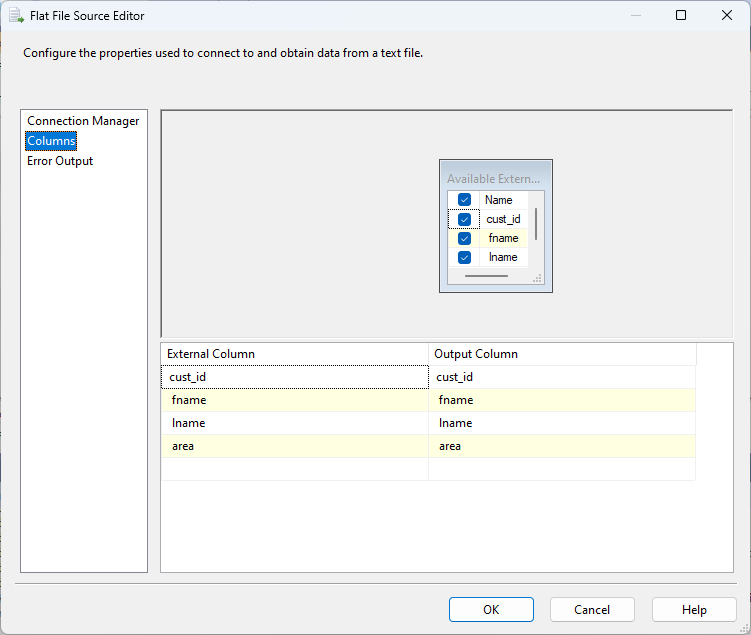 Flat File Source Editor
Configure the properties used to connect to and obtain data from a text file.
Connection Manager
Columns
Error Output
Available Extern...
Name
cust_id
fname
lname
External Column Output Column
cust_id cust_id
fname fname
lname lname
area area
OK Cancel Help